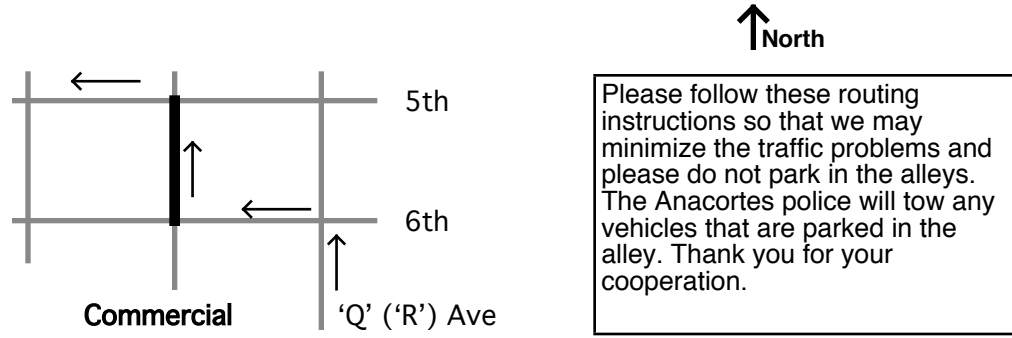 North
5th
6th
Commercial
‘Q’ (‘R’) Ave
Please follow these routing
instructions so that we may
minimize the traffic problems and
please do not park in the alleys.
The Anacortes police will tow any
vehicles that are parked in the
alley. Thank you for your
cooperation.